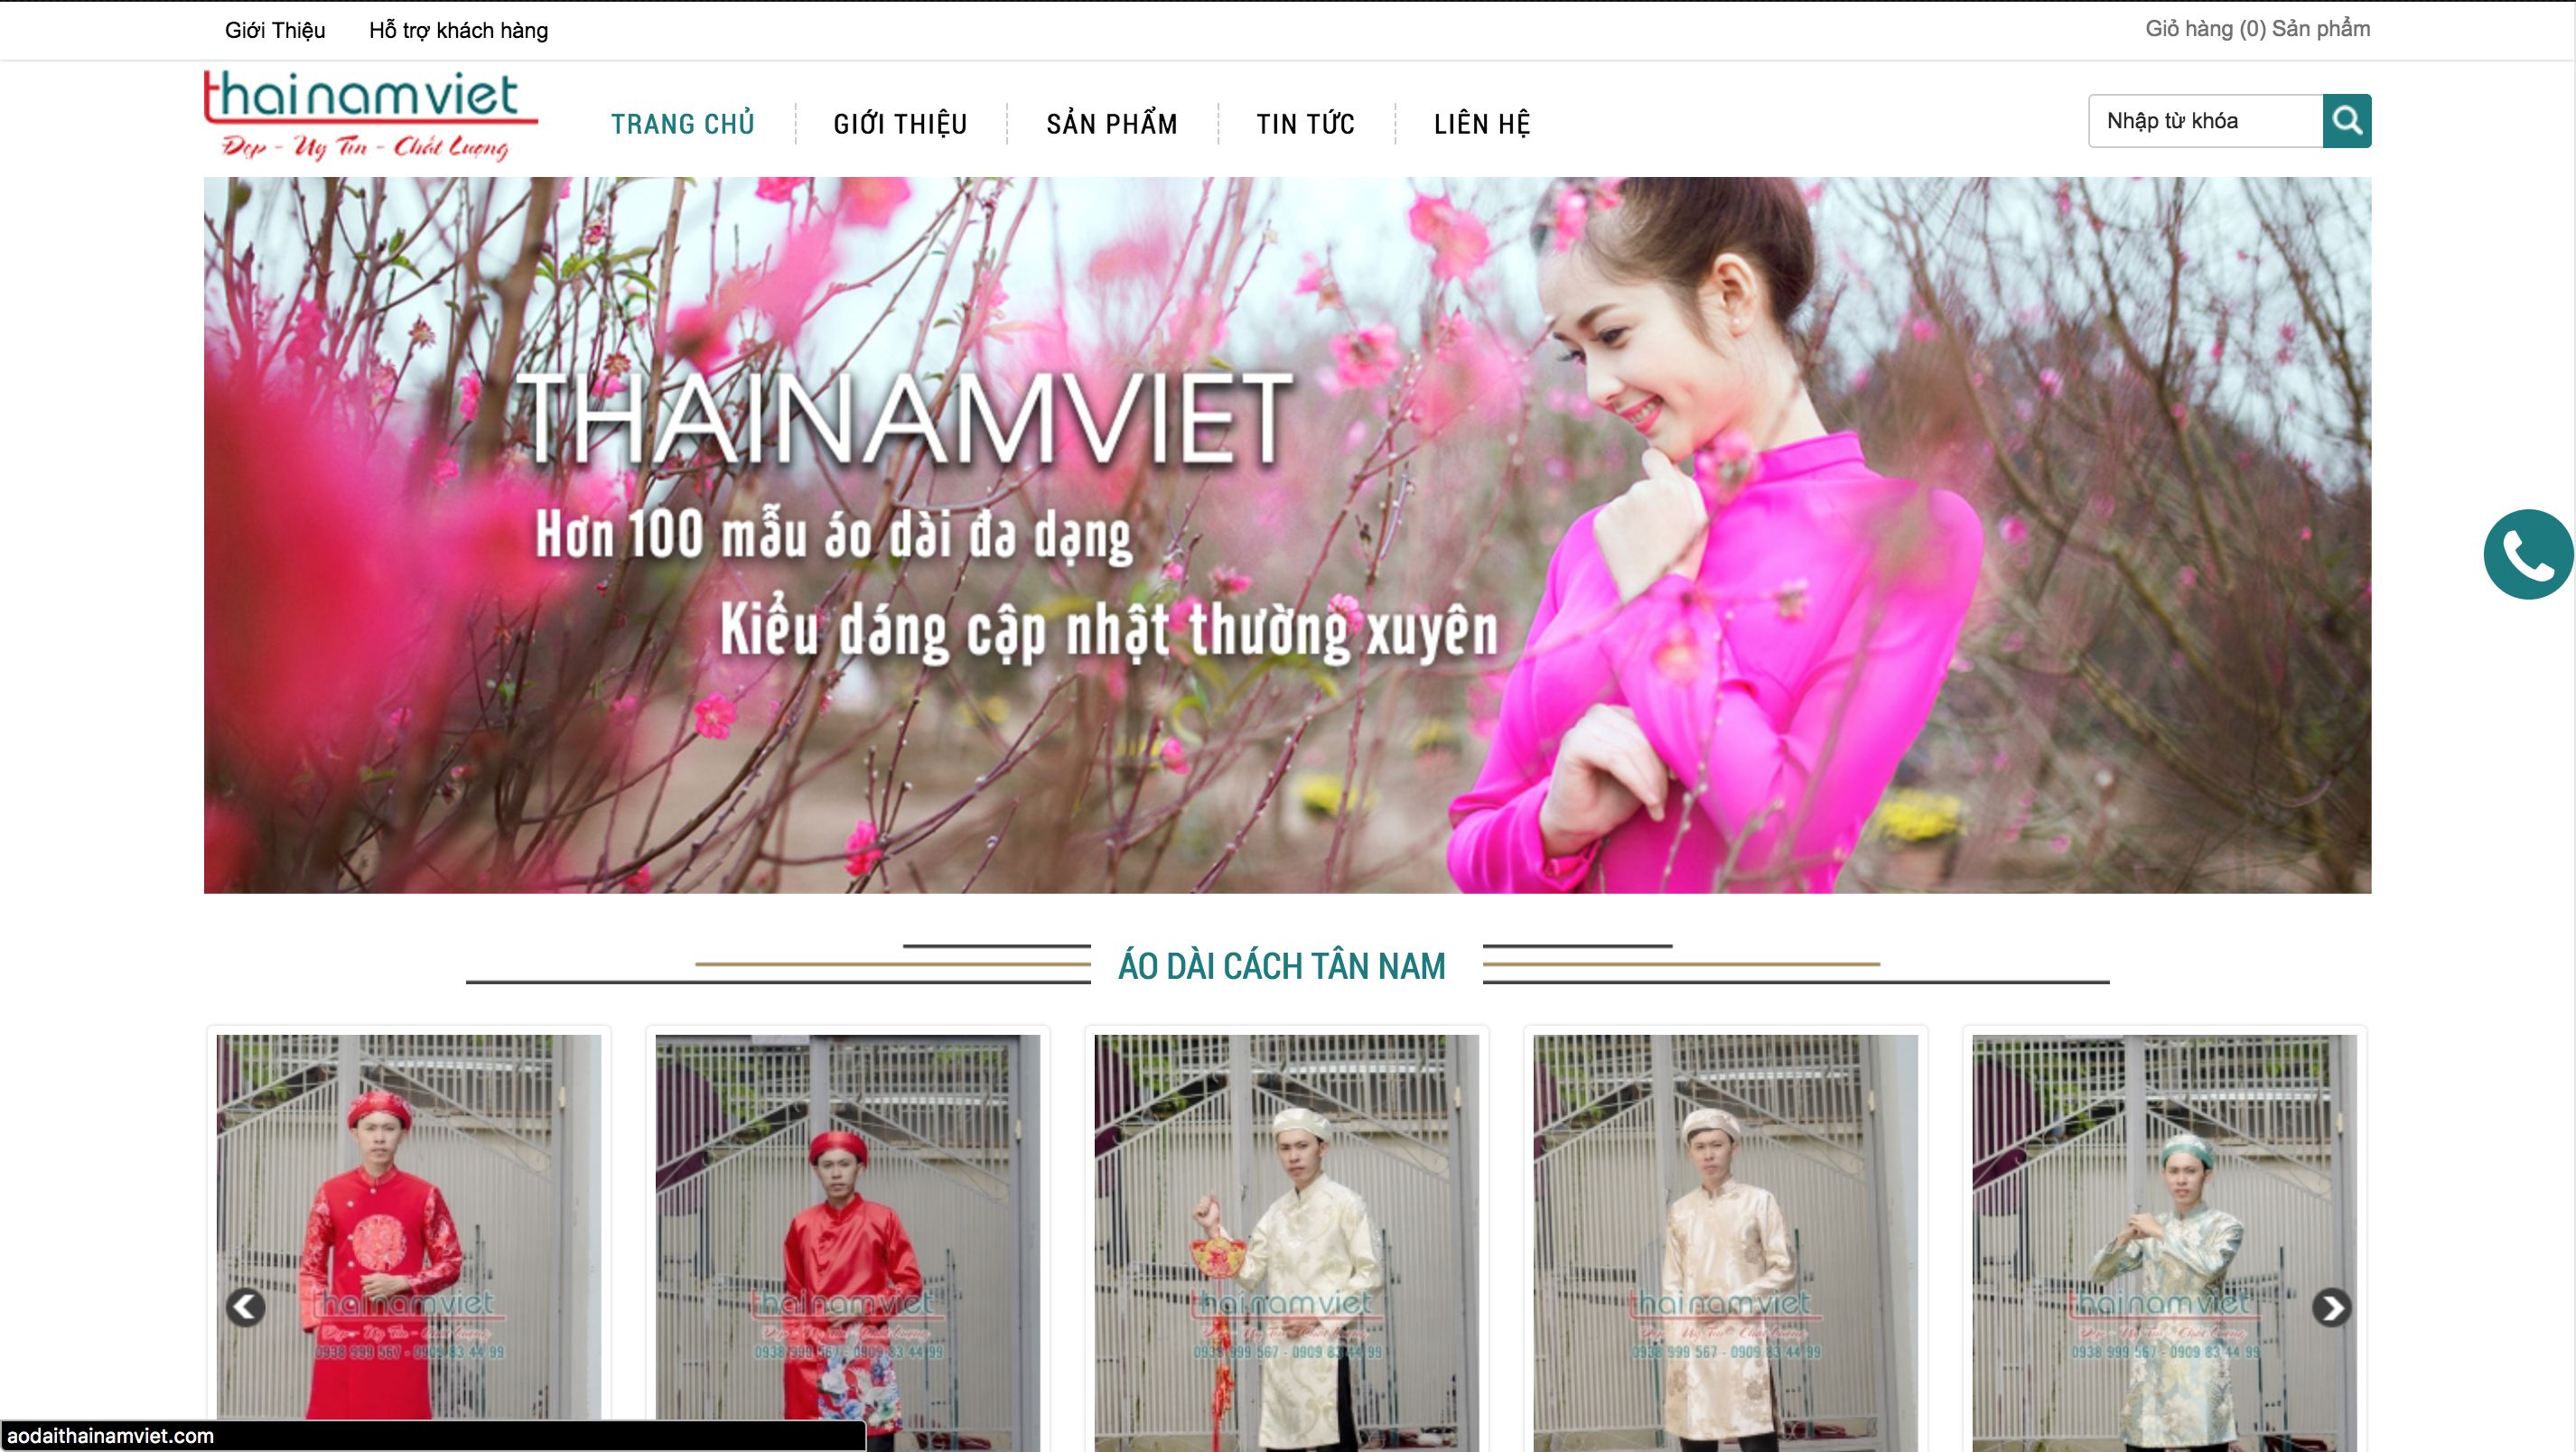 Giới Thiệu Hỗ trợ khách hàng Giỏ hàng (0) Sản phẩm
thainamviet
Đẹp - Uy Tín - Chất Lượng
TRANG CHỦ GIỚI THIỆU SẢN PHẨM TIN TỨC LIÊN HỆ
Nhập từ khóa
THAINAMVIET
Hơn 100 mẫu áo dài đa dạng
Kiểu dáng cập nhật thường xuyên
ÁO DÀI CÁCH TÂN NAM
thainamviet
Đẹp - Uy Tín - Chất Lượng
0938 999 567 - 0909 83 44 99
thainamviet
Đẹp - Uy Tín - Chất Lượng
0938 999 567 - 0909 83 44 99
thainamviet
Đẹp - Uy Tín - Chất Lượng
0938 999 567 - 0909 83 44 99
thainamviet
Đẹp - Uy Tín - Chất Lượng
0938 999 567 - 0909 83 44 99
thainamviet
Đẹp - Uy Tín - Chất Lượng
0938 999 567 - 0909 83 44 99
aodaithainamviet.com